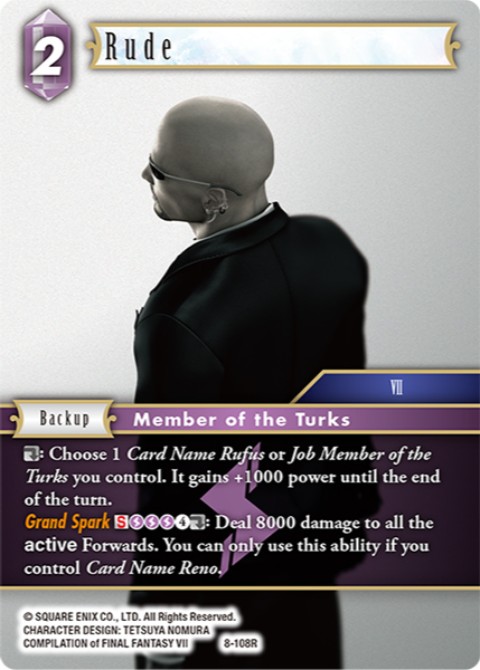 2
Rude
VII
Backup
Member of the Turks
: Choose 1 Card Name Rufus or Job Member of the
Turks you control. It gains +1000 power until the end
of the turn.
Grand Spark S 4 : Deal 8000 damage to all the
active Forwards. You can only use this ability if you
control Card Name Reno.
© SQUARE ENIX CO., LTD. All Rights Reserved.
CHARACTER DESIGN: TETSUYA NOMURA
COMPILATION of FINAL FANTASY VII
8-108R